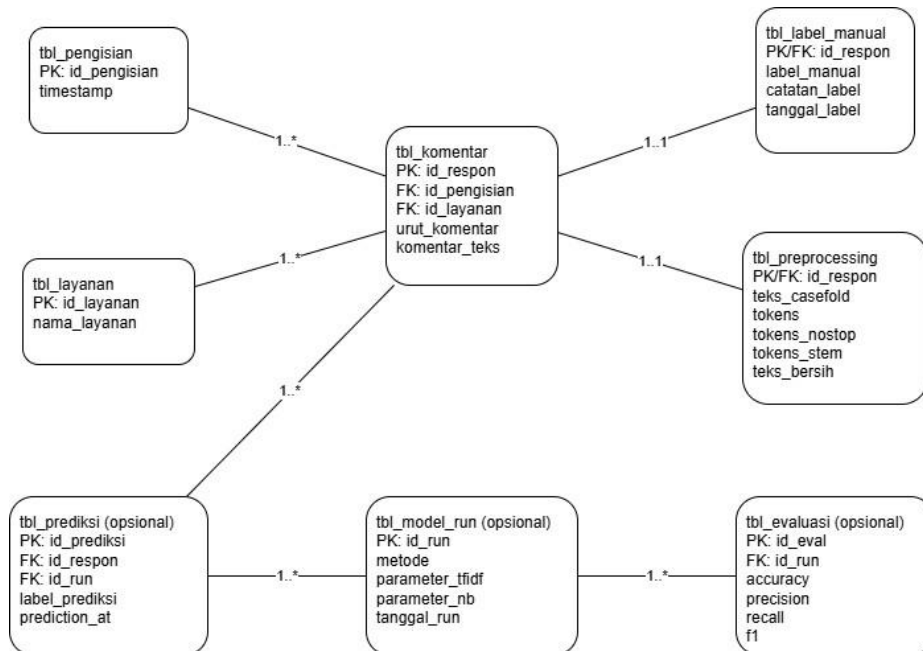 tbl_pengisian
PK: id_pengisian
timestamp
1..*
tbl_label_manual
PK/FK: id_respon
label_manual
catatan_label
tanggal_label
1..1
tbl_komentar
PK: id_respon
FK: id_pengisian
FK: id_layanan
urut_komentar
komentar_teks
tbl_layanan
PK: id_layanan
nama_layanan
1..*
1..1
tbl_preprocessing
PK/FK: id_respon
teks_casefold
tokens
tokens_nostop
tokens_stem
teks_bersih
1..*
tbl_prediksi (opsional)
PK: id_prediksi
FK: id_respon
FK: id_run
label_prediksi
prediction_at
1..*
tbl_model_run (opsional)
PK: id_run
metode
parameter_tfidf
parameter_nb
tanggal_run
1..*
tbl_evaluasi (opsional)
PK: id_eval
FK: id_run
accuracy
precision
recall
f1